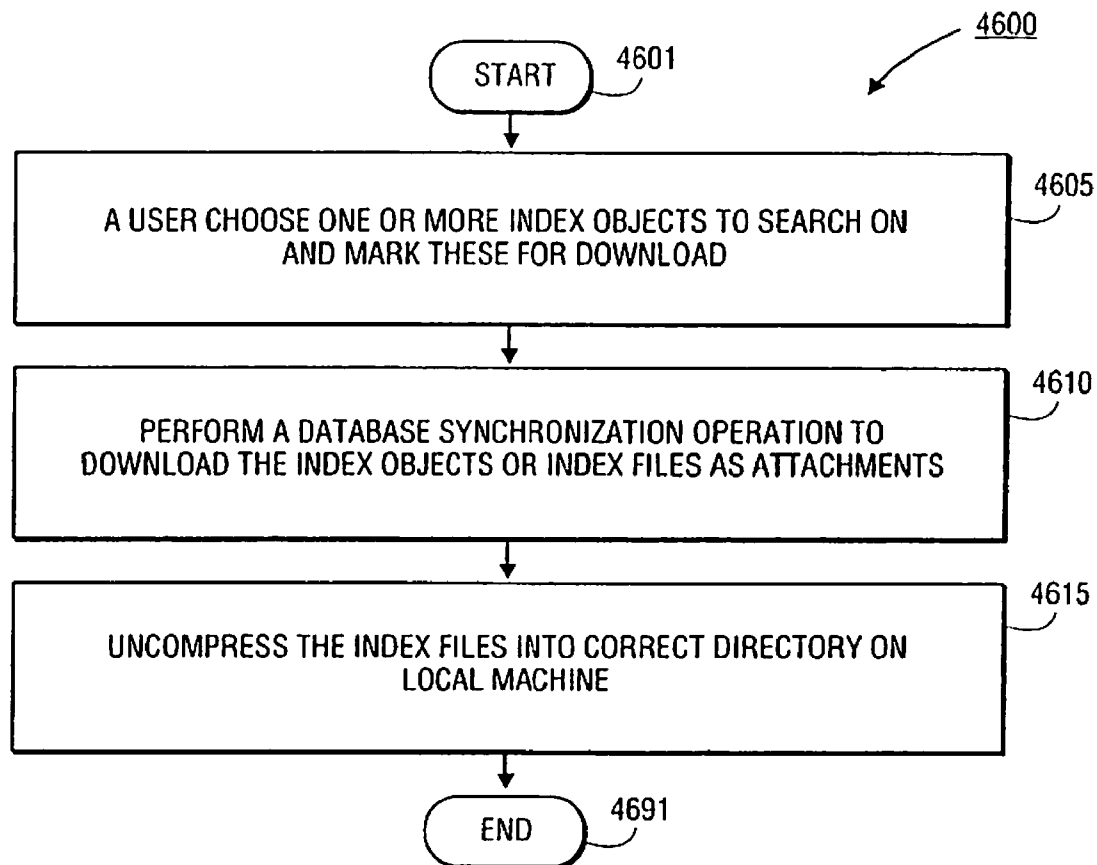 4600
START
4601
4605
A USER CHOOSE ONE OR MORE INDEX OBJECTS TO SEARCH ON
AND MARK THESE FOR DOWNLOAD
4610
PERFORM A DATABASE SYNCHRONIZATION OPERATION TO
DOWNLOAD THE INDEX OBJECTS OR INDEX FILES AS ATTACHMENTS
4615
UNCOMPRESS THE INDEX FILES INTO CORRECT DIRECTORY ON
LOCAL MACHINE
END
4691